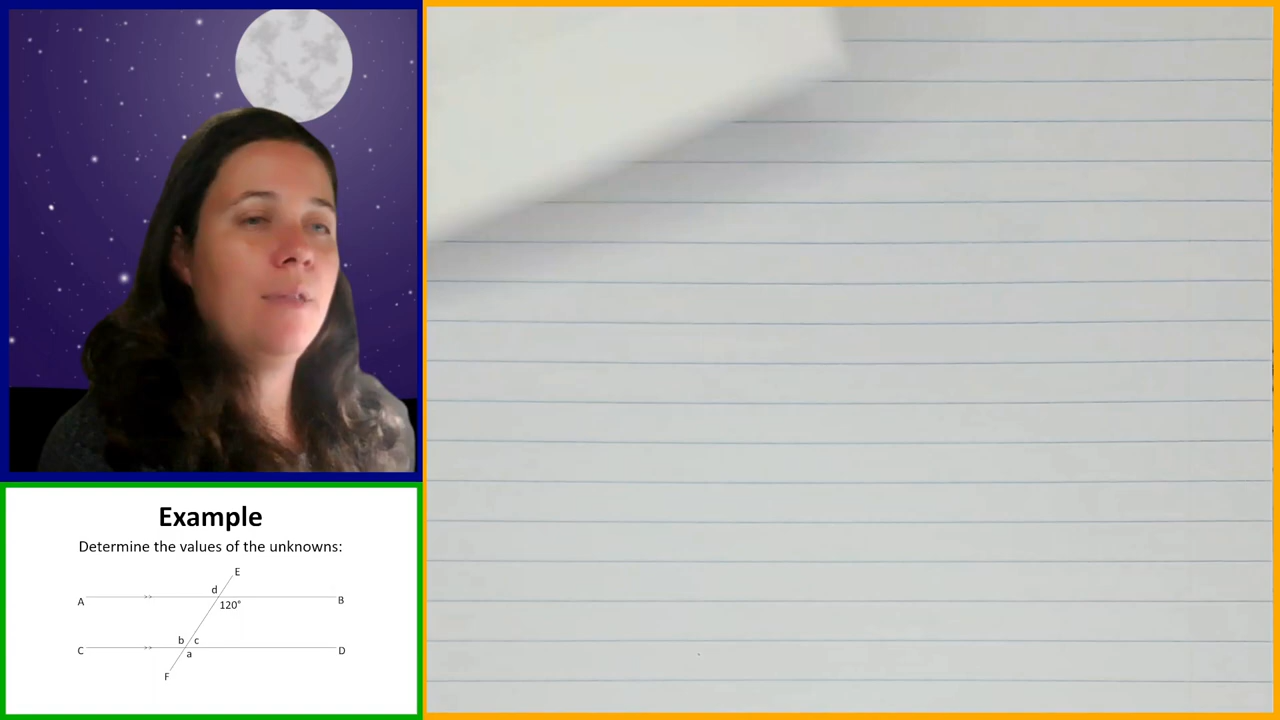 Example
Determine the values of the unknowns:
E
d
A >> B
120°
b c
C >> D
a
F